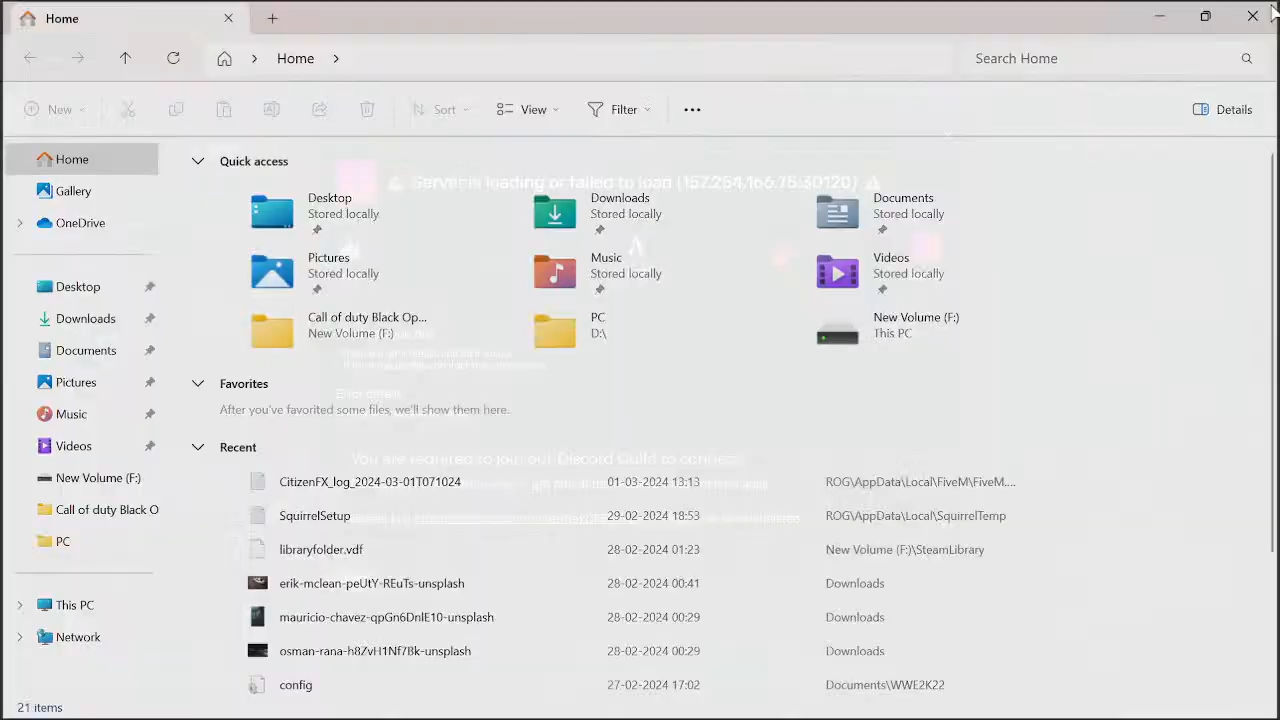 Home
Home
Search Home
New
Sort
View
Filter
Details
Home
Gallery
OneDrive
Desktop
Downloads
Documents
Pictures
Music
Videos
New Volume (F:)
Call of duty Black O
PC
This PC
Network
Quick access
Server is loading or failed to load (157.254.166.75:30120)
Desktop
Stored locally
Downloads
Stored locally
Documents
Stored locally
Pictures
Stored locally
Music
Stored locally
Videos
Stored locally
Call of duty Black Op...
New Volume (F:)
PC
D:\
New Volume (F:)
This PC
Favorites
After you've favorited some files, we'll show them here.
Recent
You are required to join our Discord Guild to connect
CitizenFX_log_2024-03-01T071024
01-03-2024 13:13
ROG\AppData\Local\FiveM\FiveM....
SquirrelSetup
29-02-2024 18:53
ROG\AppData\Local\SquirrelTemp
libraryfolder.vdf
28-02-2024 01:23
New Volume (F:)\SteamLibrary
erik-mclean-peUtY-REuTs-unsplash
28-02-2024 00:41
Downloads
mauricio-chavez-qpGn6DnlE10-unsplash
28-02-2024 00:29
Downloads
osman-rana-h8ZvH1Nf7Bk-unsplash
28-02-2024 00:29
Downloads
config
27-02-2024 17:02
Documents\WWE2K22
21 items